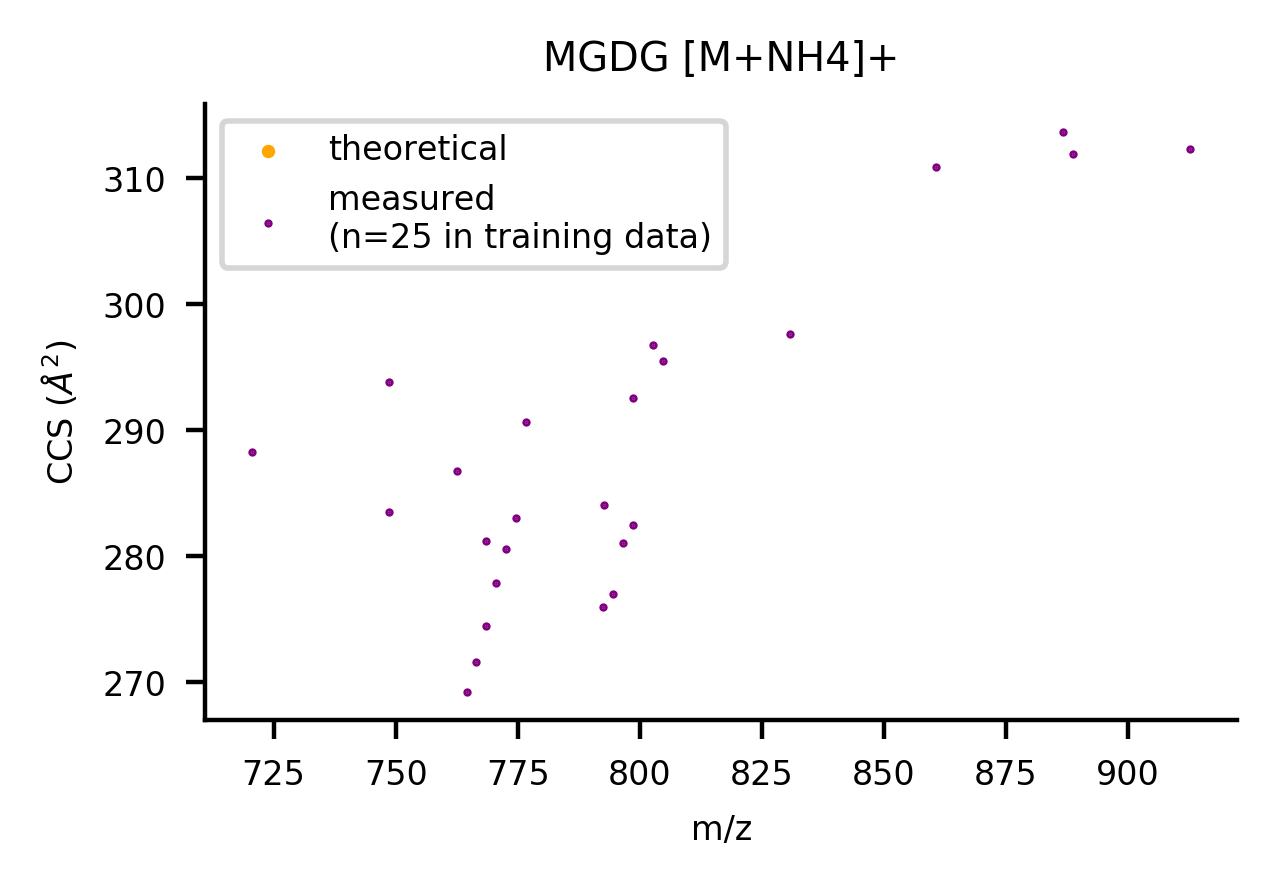 MGDG [M+NH4]+
theoretical
measured
(n=25 in training data)
310
300
290
280
270
CCS (Å²)
725 750 775 800 825 850 875 900
m/z